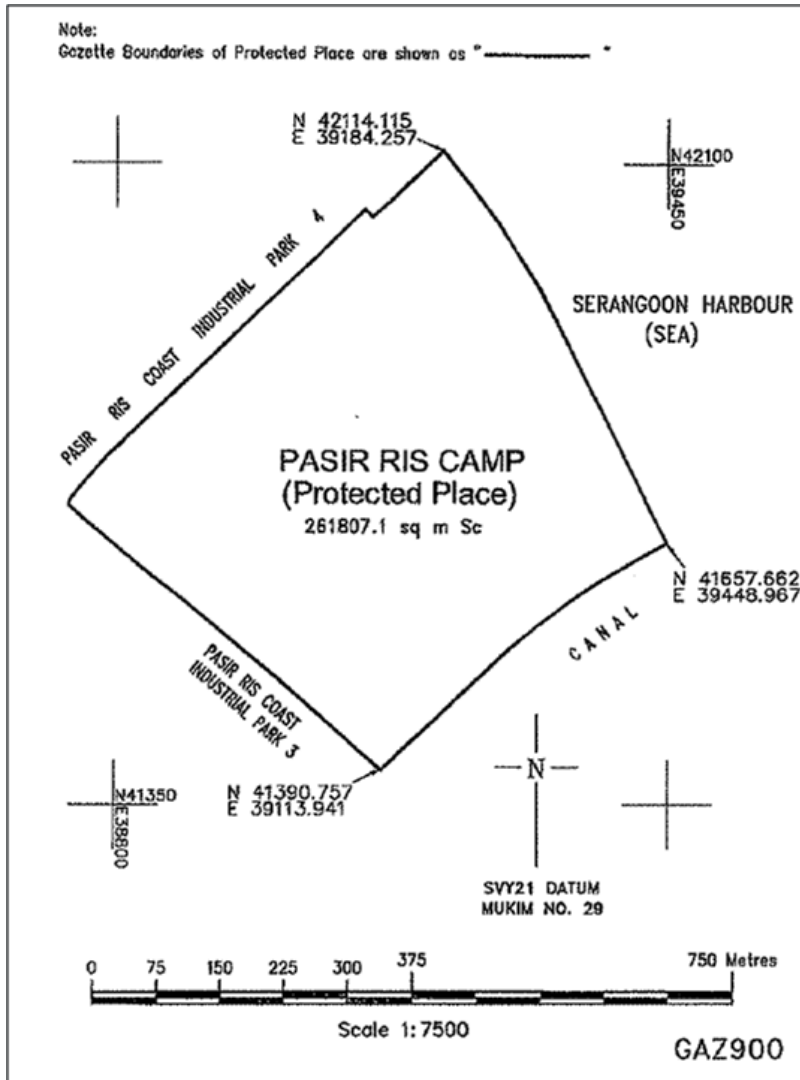 Note:
Gazette Boundaries of Protected Place are shown as " "
N 42114.115
E 39184.257
N42100
E39450
PASIR RIS COAST INDUSTRIAL PARK 4
SERANGOON HARBOUR
(SEA)
PASIR RIS CAMP
(Protected Place)
261807.1 sq m Sc
N 41657.662
E 39448.967
CANAL
PASIR RIS COAST
INDUSTRIAL PARK 3
N 41390.757
E 39113.941
N41350
E38800
N
SVY21 DATUM
MUKIM NO. 29
0 75 150 225 300 375 750 Metres
Scale 1:7500
GAZ900